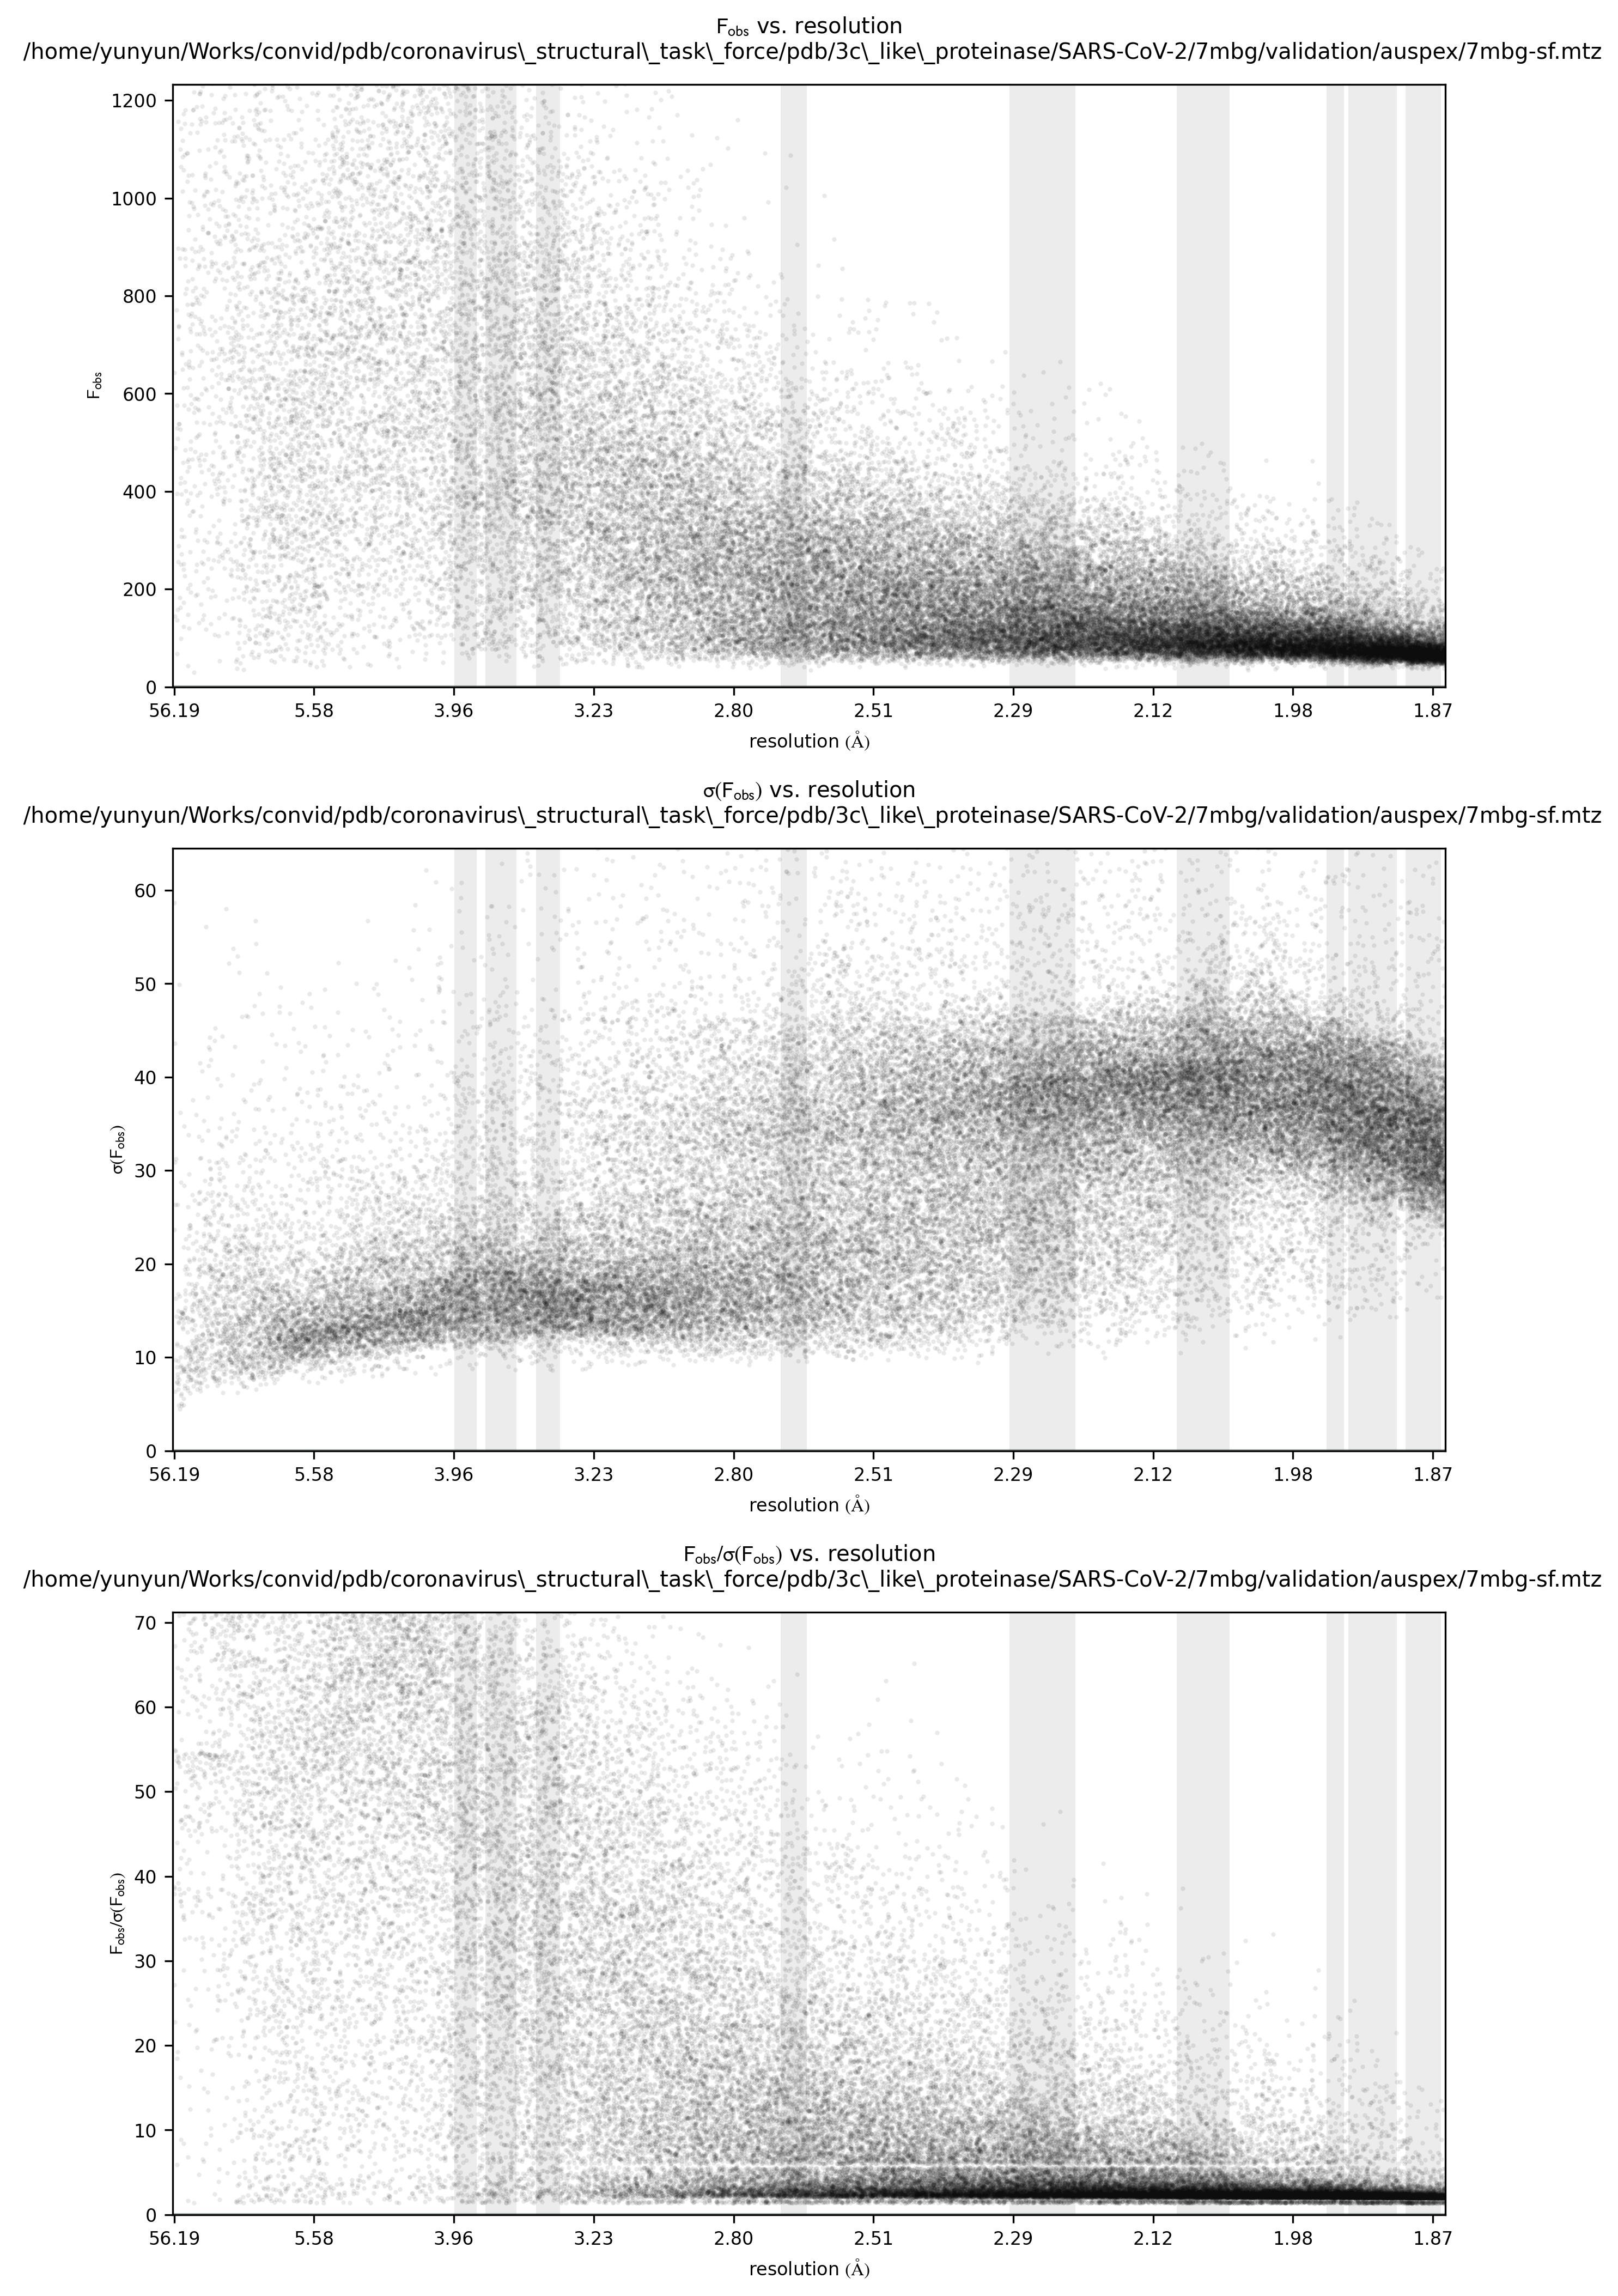 Fobs vs. resolution
/home/yunyun/Works/convid/pdb/coronavirus\_structural\_task\_force/pdb/3c\_like\_proteinase/SARS-CoV-2/7mbg/validation/auspex/7mbg-sf.mtz
1200
1000
800
600
400
200
0
Fobs
56.19 5.58 3.96 3.23 2.80 2.51 2.29 2.12 1.98 1.87
resolution (Å)
σ(Fobs) vs. resolution
/home/yunyun/Works/convid/pdb/coronavirus\_structural\_task\_force/pdb/3c\_like\_proteinase/SARS-CoV-2/7mbg/validation/auspex/7mbg-sf.mtz
60
50
40
30
20
10
0
σ(Fobs)
56.19 5.58 3.96 3.23 2.80 2.51 2.29 2.12 1.98 1.87
resolution (Å)
Fobs/σ(Fobs) vs. resolution
/home/yunyun/Works/convid/pdb/coronavirus\_structural\_task\_force/pdb/3c\_like\_proteinase/SARS-CoV-2/7mbg/validation/auspex/7mbg-sf.mtz
70
60
50
40
30
20
10
0
Fobs/σ(Fobs)
56.19 5.58 3.96 3.23 2.80 2.51 2.29 2.12 1.98 1.87
resolution (Å)